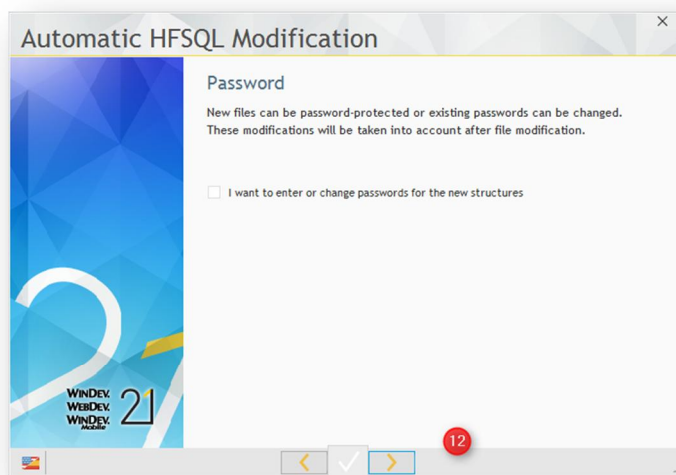 Automatic HFSQL Modification
Password
New files can be password-protected or existing passwords can be changed.
These modifications will be taken into account after file modification.
I want to enter or change passwords for the new structures
21
WINDEV.
WEBDEV.
WINDEV.
Mobile
21
12